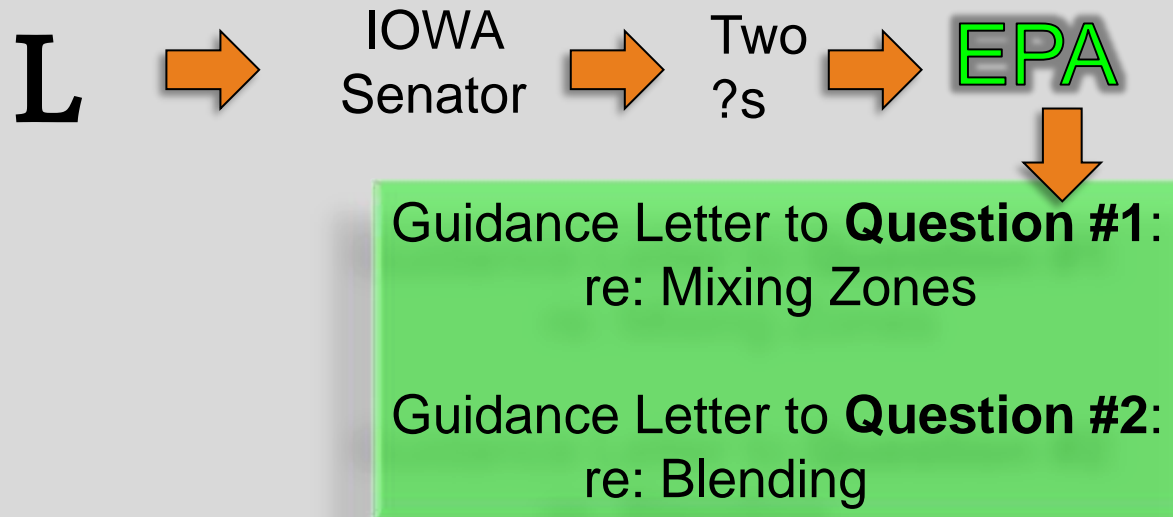 L
IOWA
Senator
Two
?s
EPA
Guidance Letter to Question #1:
re: Mixing Zones
Guidance Letter to Question #2:
re: Blending